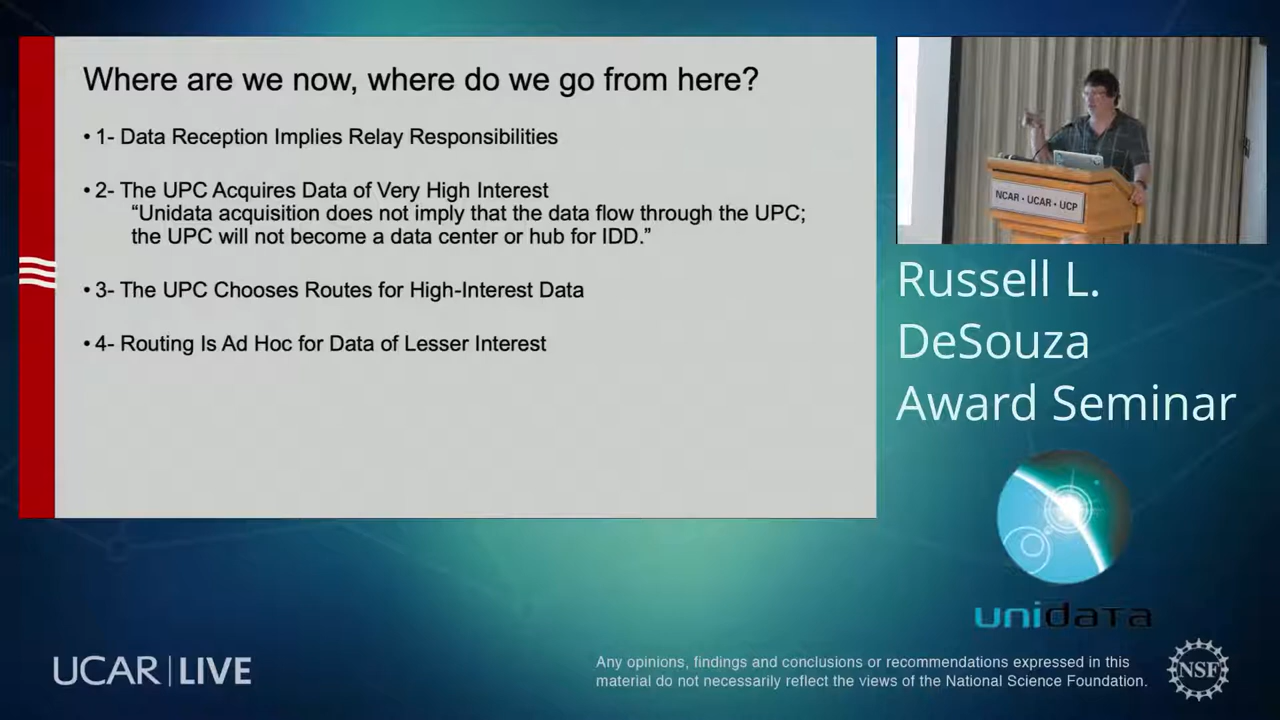 Where are we now, where do we go from here?
• 1- Data Reception Implies Relay Responsibilities
• 2- The UPC Acquires Data of Very High Interest
“Unidata acquisition does not imply that the data flow through the UPC;
the UPC will not become a data center or hub for IDD.”
• 3- The UPC Chooses Routes for High-Interest Data
• 4- Routing Is Ad Hoc for Data of Lesser Interest
NCAR • UCAR • UCP
Russell L.
DeSouza
Award Seminar
unidata
UCAR | LIVE
Any opinions, findings and conclusions or recommendations expressed in this
material do not necessarily reflect the views of the National Science Foundation.
NSF